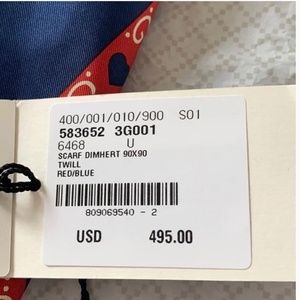 400/001/010/900 S01
583652 3G001
6468 U
SCARF DIMHERT 90X90
TWILL
RED/BLUE
809069540 - 2
USD 495.00